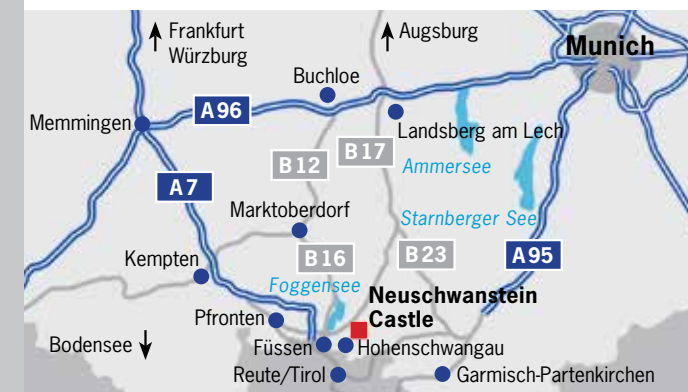 Frankfurt
Würzburg
Augsburg
Munich
Buchloe
A96
Memmingen
Landsberg am Lech
B17
B12
Ammersee
A7
Marktoberdorf
Starnberger See
Kempten
B16
B23
A95
Foggensee
Neuschwanstein
Castle
Pfronten
Bodensee
Füssen
Hohenschwangau
Reute/Tirol
Garmisch-Partenkirchen